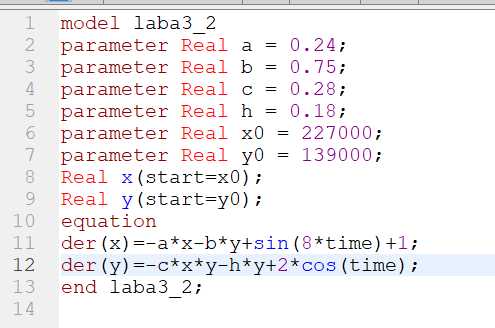 1 model laba3_2
2 parameter Real a = 0.24;
3 parameter Real b = 0.75;
4 parameter Real c = 0.28;
5 parameter Real h = 0.18;
6 parameter Real x0 = 227000;
7 parameter Real y0 = 139000;
8 Real x(start=x0);
9 Real y(start=y0);
10 equation
11 der(x)=-a*x-b*y+sin(8*time)+1;
12 der(y)=-c*x*y-h*y+2*cos(time);
13 end laba3_2;
14